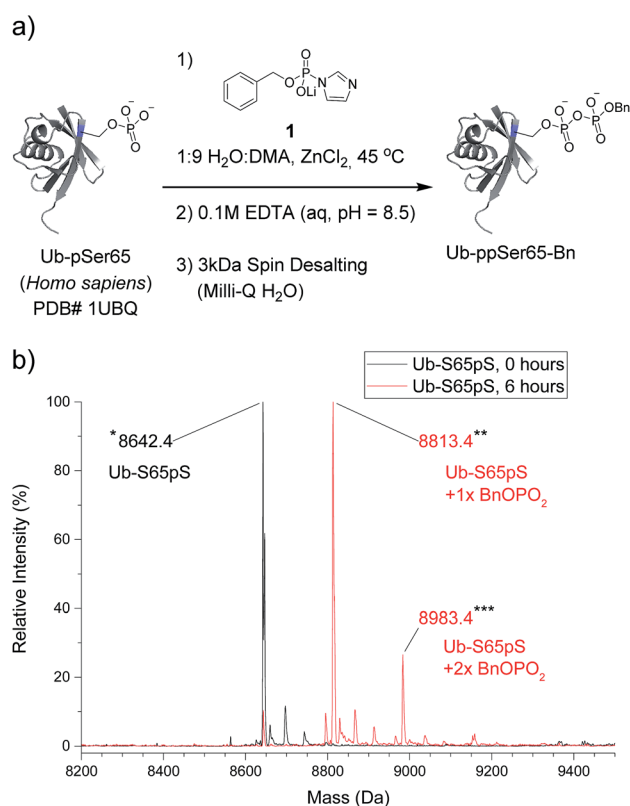 a)
1)
O
O
P
N
N
OLi
1
1:9 H₂O:DMA, ZnCl₂, 45 °C
2) 0.1M EDTA (aq, pH = 8.5)
3) 3kDa Spin Desalting
(Milli-Q H₂O)
O P O⁻ O⁻ O
Ub-pSer65
(Homo sapiens)
PDB# 1UBQ
O P O⁻ O O P O⁻ O OBn
Ub-ppSer65-Bn
b)
Ub-S65pS, 0 hours
Ub-S65pS, 6 hours
*8642.4
Ub-S65pS
8813.4**
Ub-S65pS
+1x BnOPO₂
8983.4***
Ub-S65pS
+2x BnOPO₂
Relative Intensity (%)
100
80
60
40
20
0
8200 8400 8600 8800 9000 9200 9400
Mass (Da)